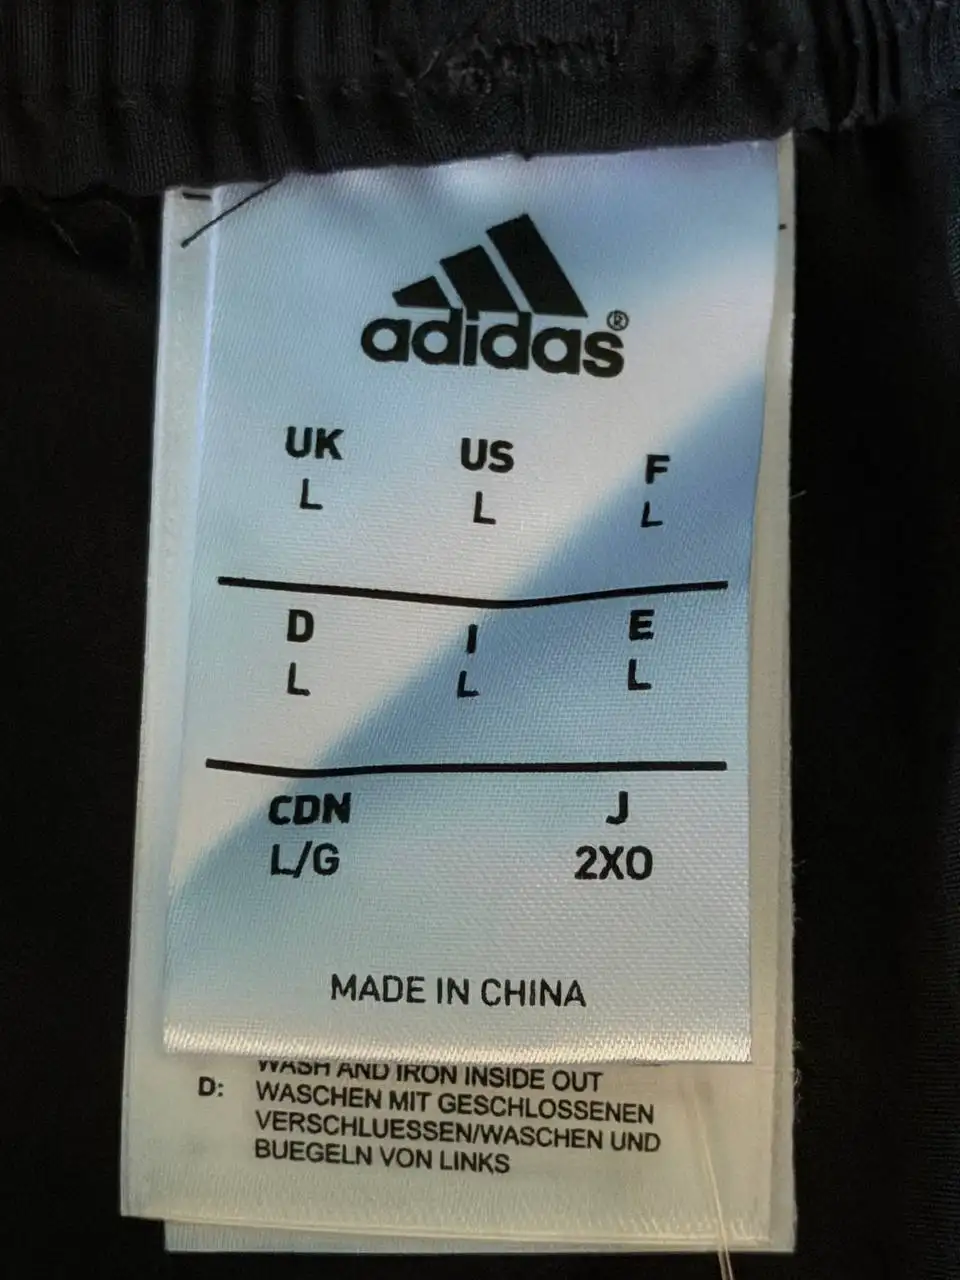 adidas®
UK US F
L L L
D I E
L L L
CDN J
L/G 2XO
MADE IN CHINA
WASH AND IRON INSIDE OUT
D: WASCHEN MIT GESCHLOSSENEN
VERSCHLUESSEN/WASCHEN UND
BUEGELN VON LINKS